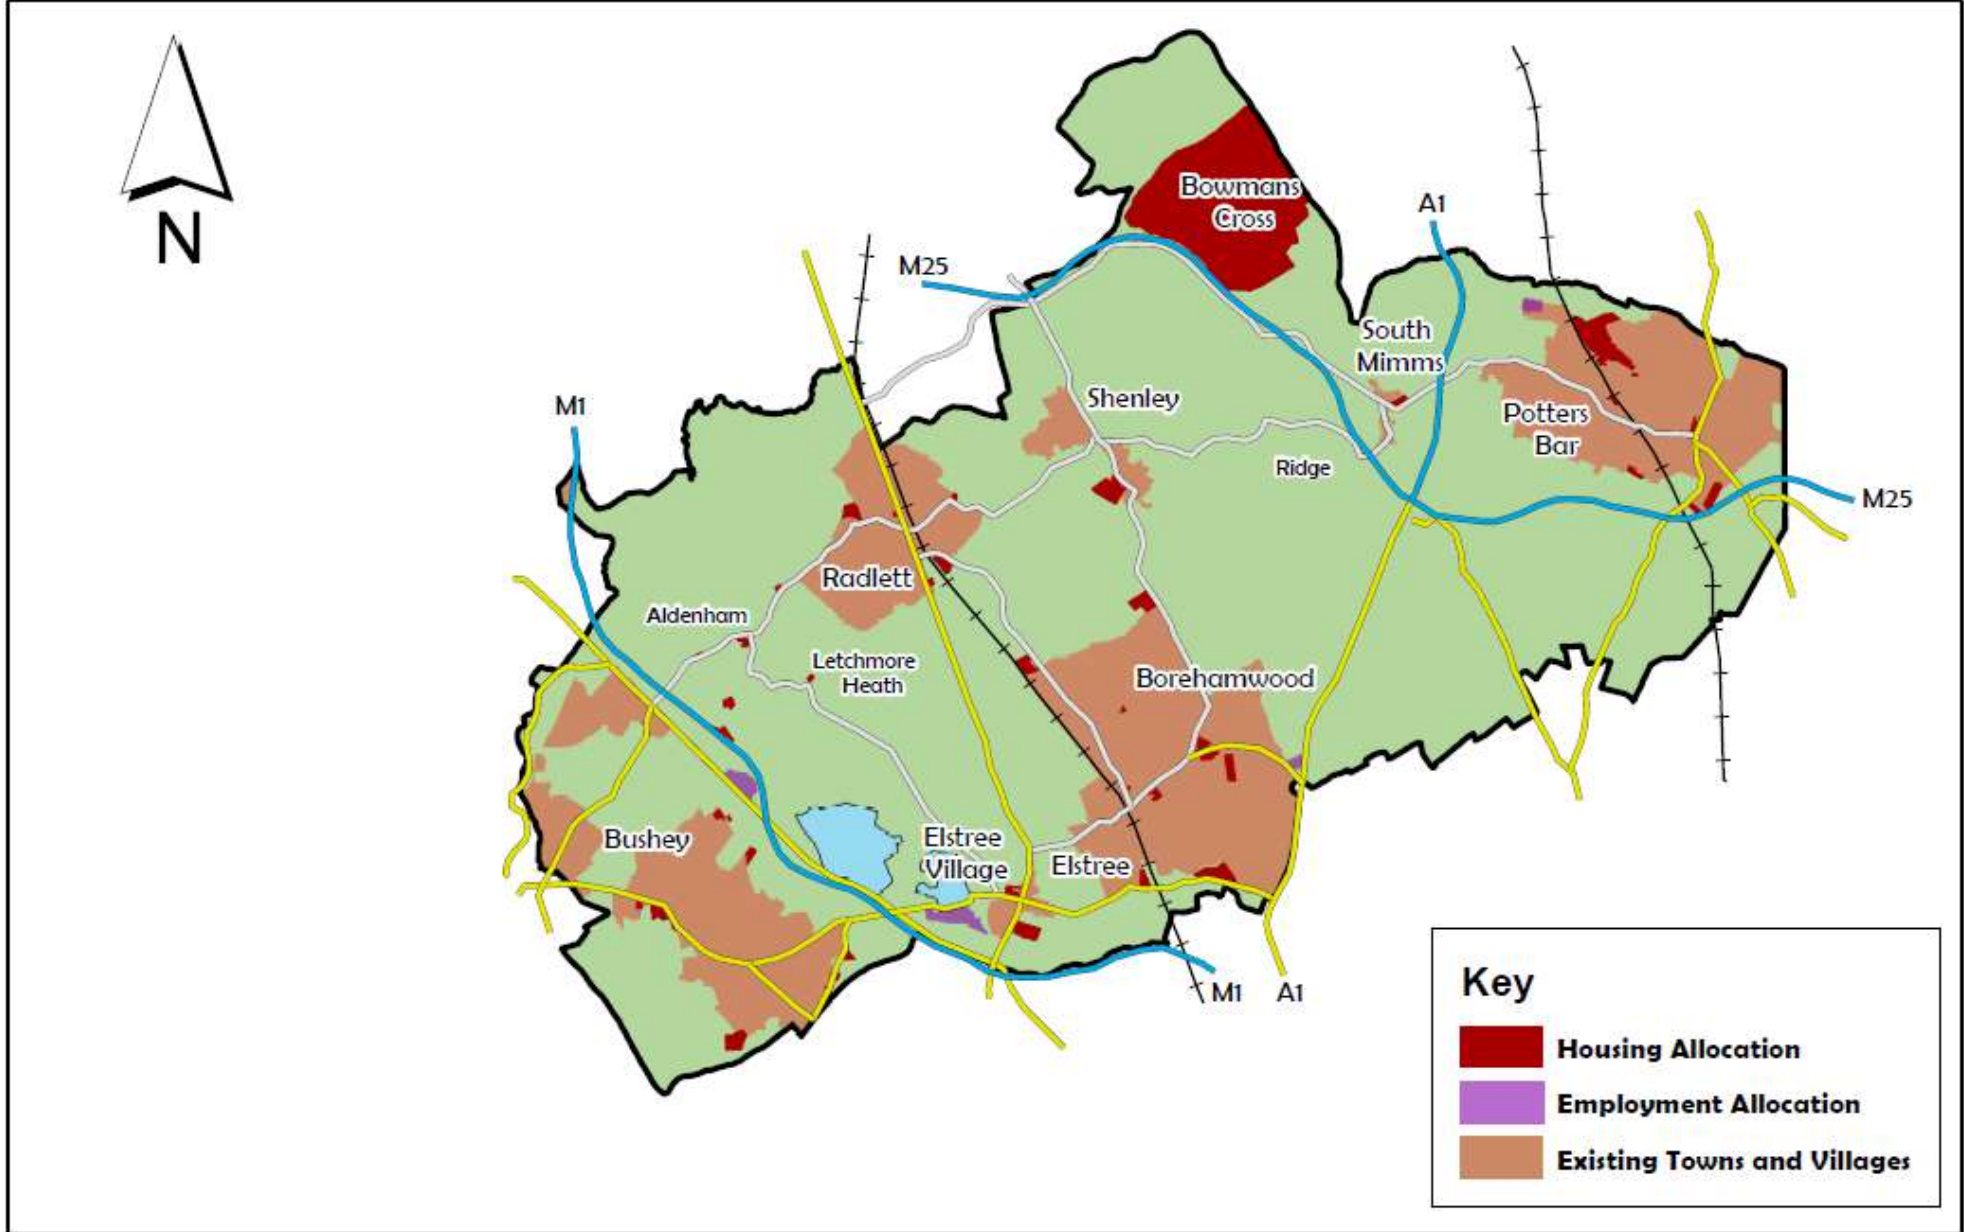 N
Bowmans
Cross
A1
M25
South
Mimms
Shenley
M1
Potters
Bar
Ridge
M25
Radlett
Aldenham
Letchmore
Heath
Borehamwood
Bushey
Elstree
Village
Elstree
M1
A1
Key
Housing Allocation
Employment Allocation
Existing Towns and Villages